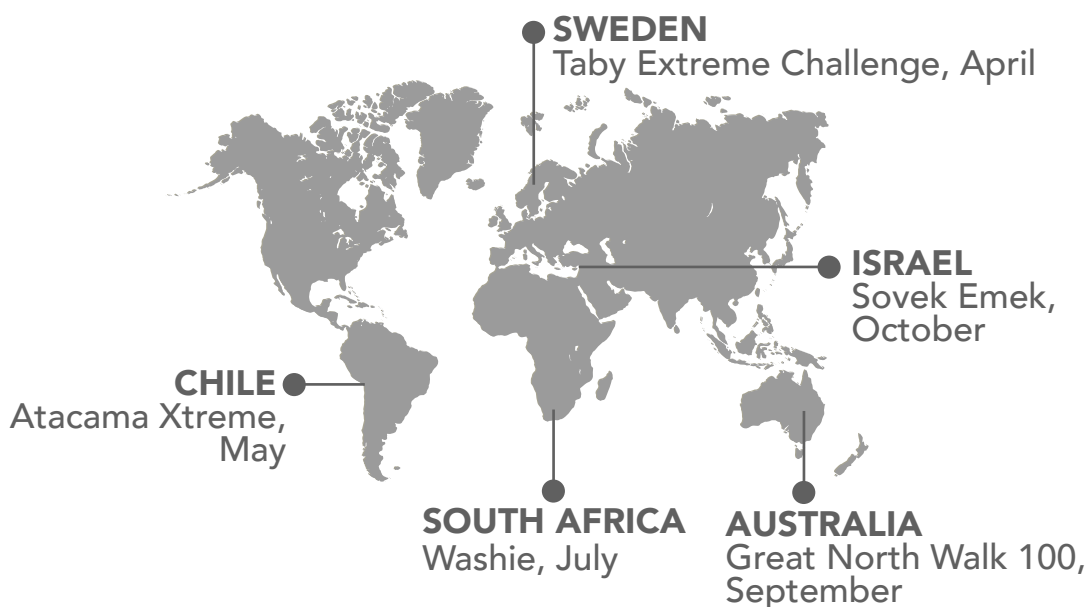 SWEDEN
Taby Extreme Challenge, April
ISRAEL
Sovek Emek,
October
CHILE
Atacama Xtreme,
May
SOUTH AFRICA
Washie, July
AUSTRALIA
Great North Walk 100,
September